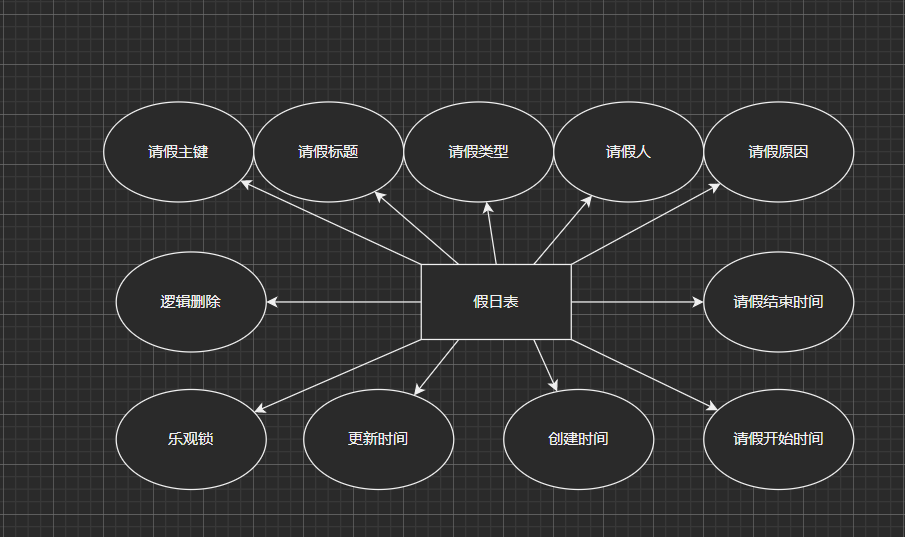 请假主键
请假标题
请假类型
请假人
请假原因
逻辑删除
假日表
请假结束时间
乐观锁
更新时间
创建时间
请假开始时间